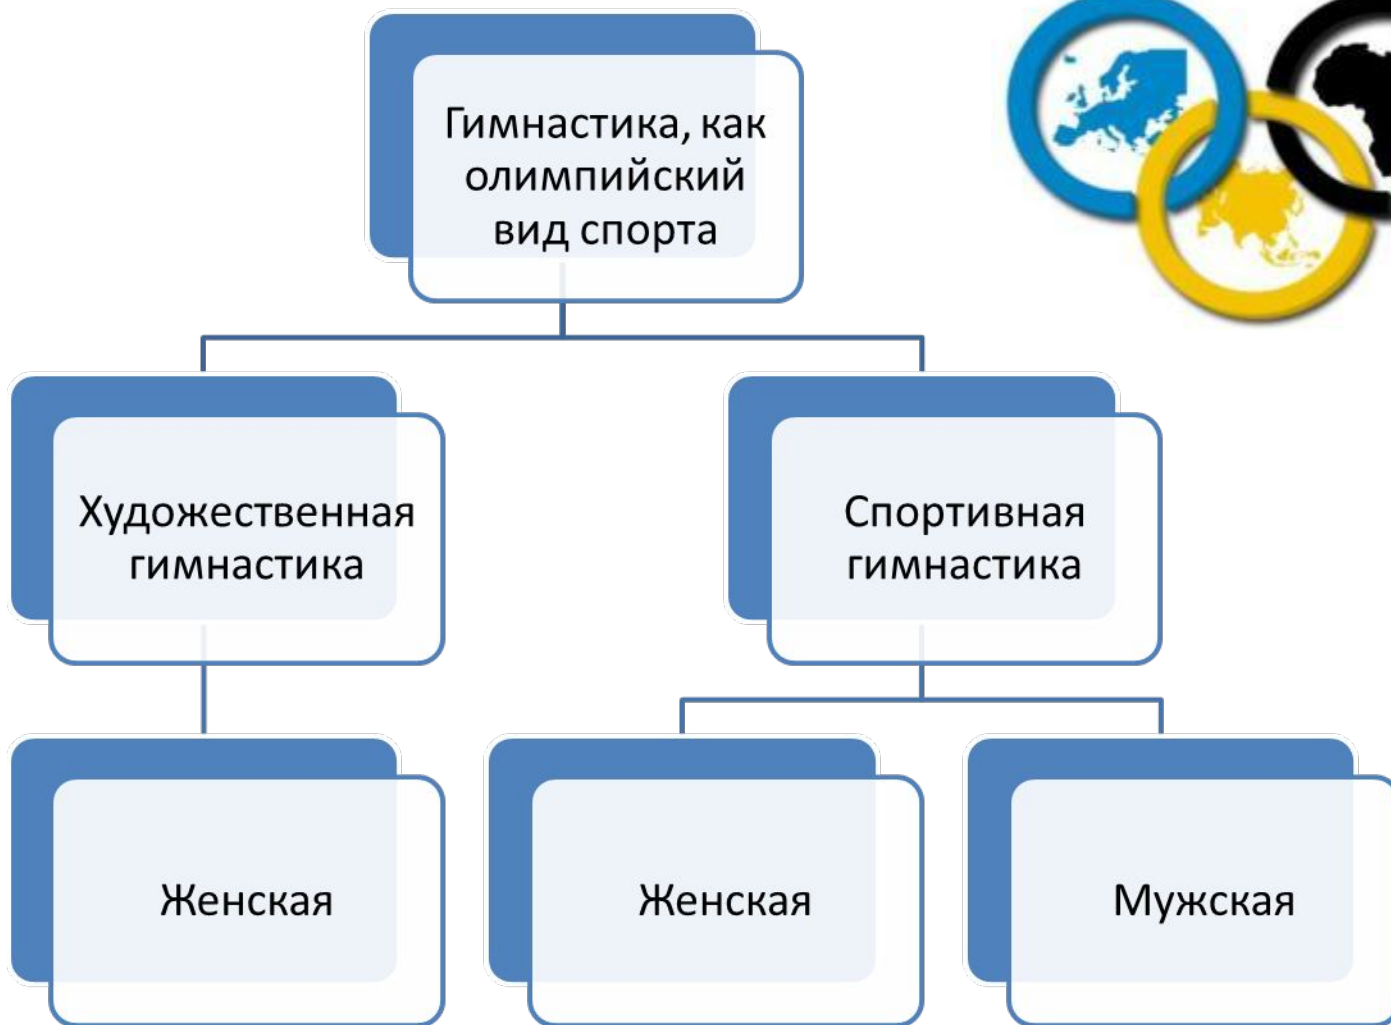 Гимнастика, как
олимпийский
вид спорта
Художественная
гимнастика
Спортивная
гимнастика
Женская
Женская
Мужская